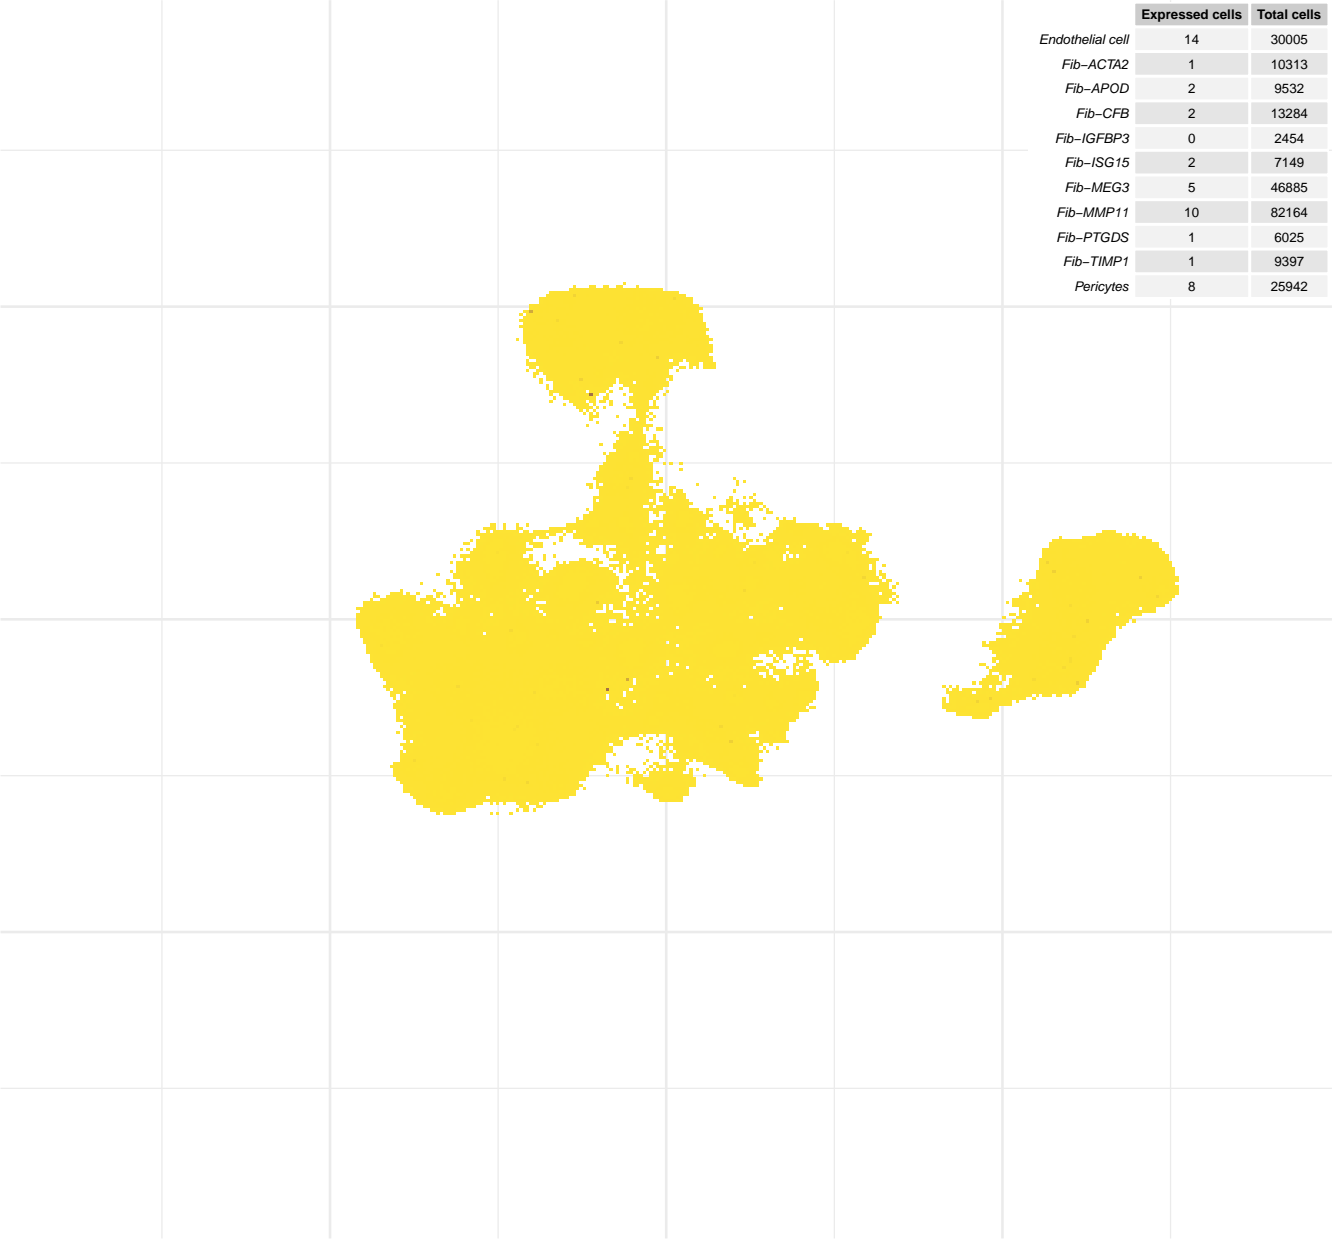 Expressed cells Total cells
Endothelial cell 14 30005
Fib−ACTA2 1 10313
Fib−APOD 2 9532
Fib−CFB 2 13284
Fib−IGFBP3 0 2454
Fib−ISG15 2 7149
Fib−MEG3 5 46885
Fib−MMP11 10 82164
Fib−PTGDS 1 6025
Fib−TIMP1 1 9397
Pericytes 8 25942